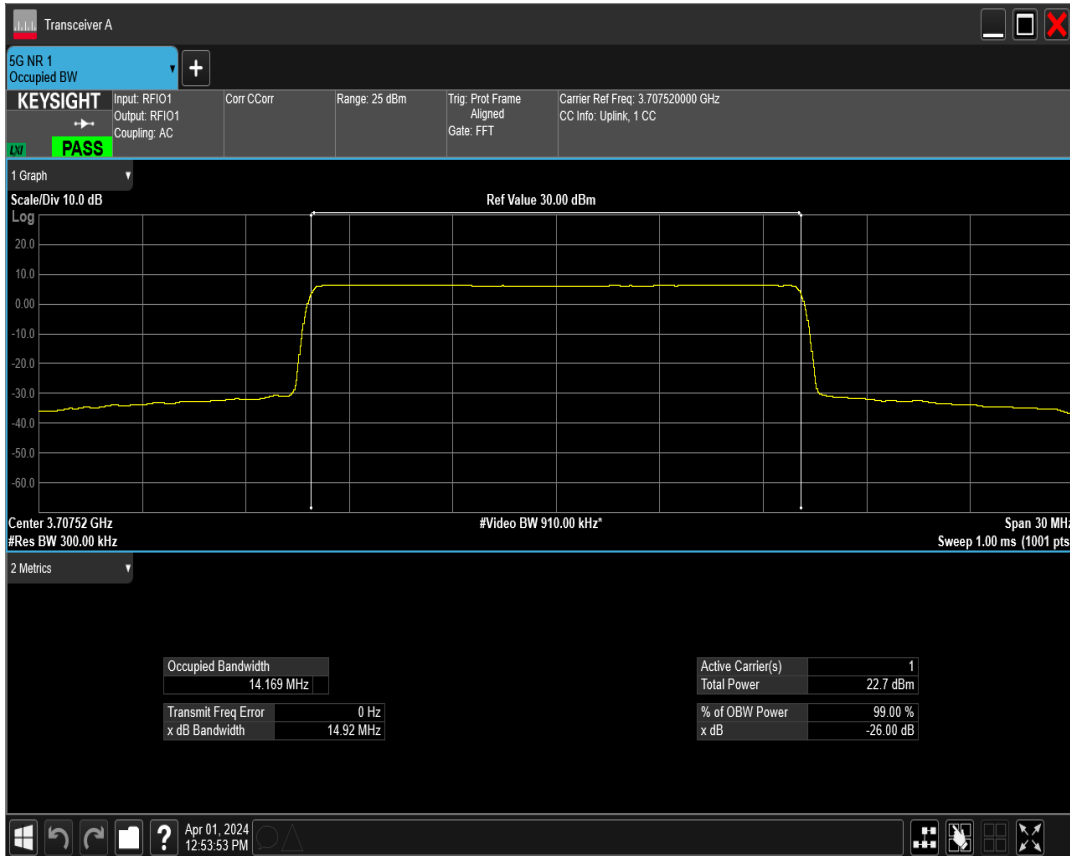 Transceiver A
5G NR 1
Occupied BW
KEYSIGHT
LXI
PASS
Input: RFIO1
Output: RFIO1
Coupling: AC
Corr CCorr
Range: 25 dBm
Trig: Prot Frame
Aligned
Gate: FFT
Carrier Ref Freq: 3.707520000 GHz
CC Info: Uplink, 1 CC
1 Graph
Scale/Div 10.0 dB
Ref Value 30.00 dBm
Log
20.0
10.0
0.00
-10.0
-20.0
-30.0
-40.0
-50.0
-60.0
Center 3.70752 GHz
#Video BW 910.00 kHz*
Span 30 MHz
#Res BW 300.00 kHz
Sweep 1.00 ms (1001 pts
2 Metrics
Occupied Bandwidth
14.169 MHz
Transmit Freq Error 0 Hz
x dB Bandwidth 14.92 MHz
Active Carrier(s) 1
Total Power 22.7 dBm
% of OBW Power 99.00 %
x dB -26.00 dB
?
Apr 01, 2024
12:53:53 PM